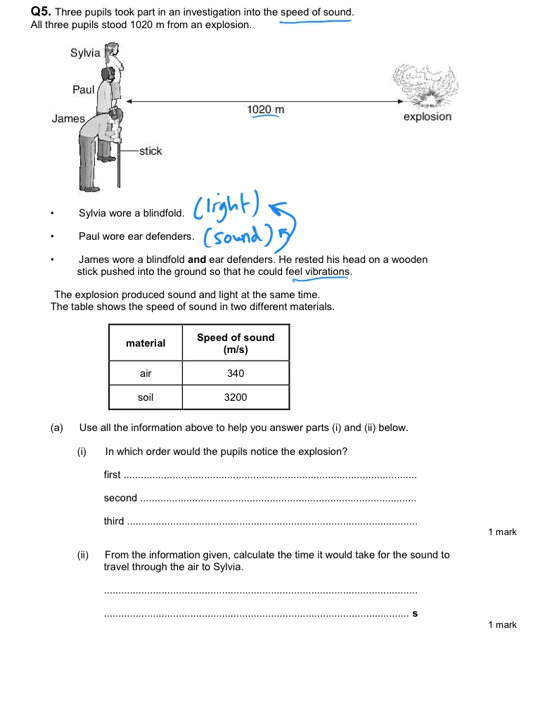 Q5. Three pupils took part in an investigation into the speed of sound.
All three pupils stood 1020 m from an explosion.
Sylvia
Paul
James
1020 m
explosion
stick
• Sylvia wore a blindfold. (light)
• Paul wore ear defenders. (sound)
• James wore a blindfold and ear defenders. He rested his head on a wooden
stick pushed into the ground so that he could feel vibrations.
The explosion produced sound and light at the same time.
The table shows the speed of sound in two different materials.
material Speed of sound
(m/s)
air 340
soil 3200
(a) Use all the information above to help you answer parts (i) and (ii) below.
(i) In which order would the pupils notice the explosion?
first ....................................................................................................
second ..............................................................................................
third ...................................................................................................
1 mark
(ii) From the information given, calculate the time it would take for the sound to
travel through the air to Sylvia.
............................................................................................................
......................................................................................................... s
1 mark